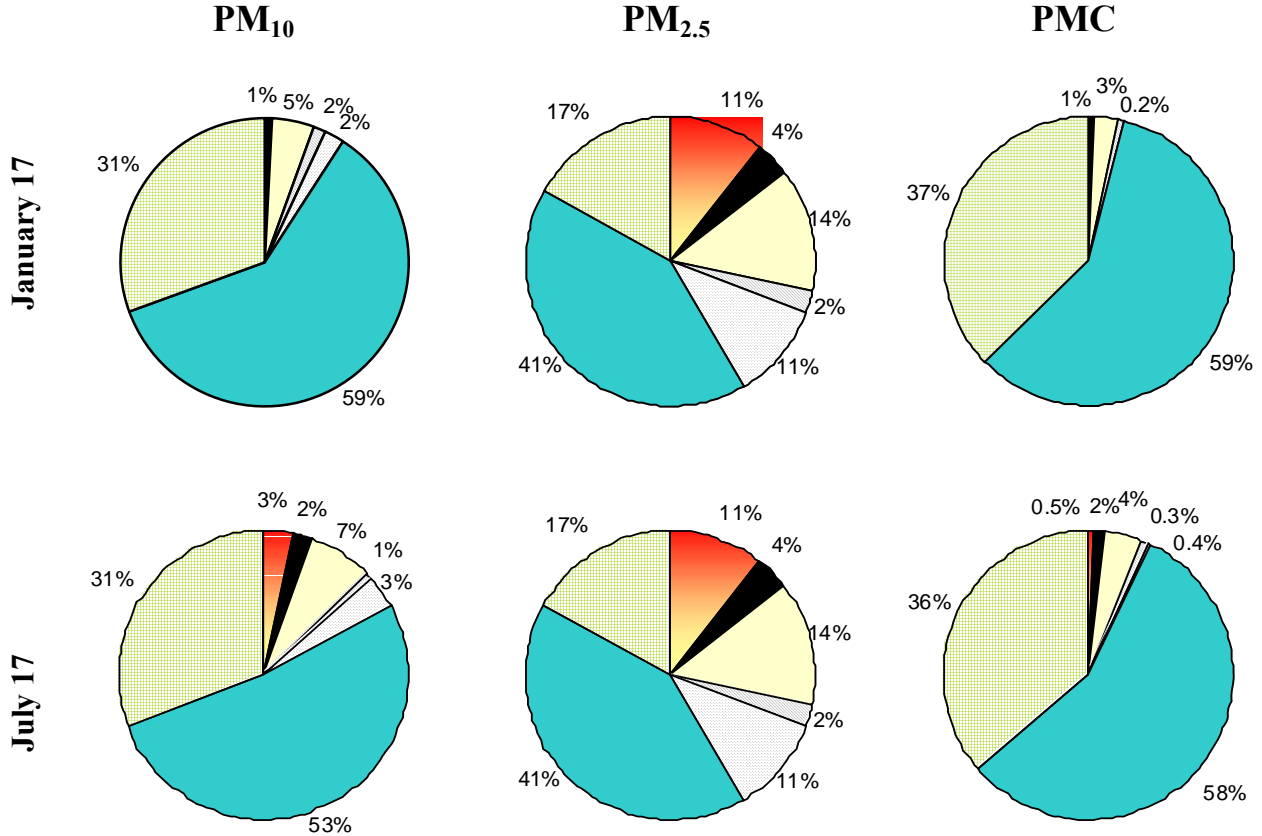 PM10 PM2.5 PMC
January 17
1% 5% 2% 2% 59% 31%
11% 4% 14% 2% 11% 41% 17%
1% 3% 0.2% 59% 37%
July 17
3% 2% 7% 1% 3% 53% 31%
11% 4% 14% 2% 11% 41% 17%
0.5% 2% 4% 0.3% 0.4% 58% 36%